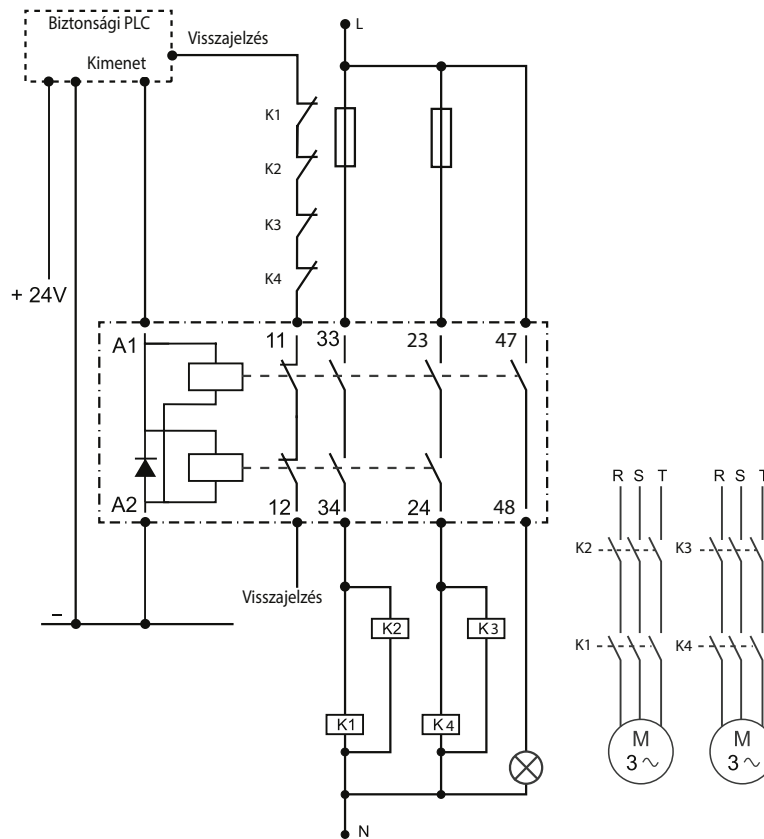 Biztonsági PLC
Kimenet
Visszajelzés
L
K1
K2
K3
K4
+ 24V
A1
11
33
23
47
A2
12
34
24
48
Visszajelzés
–
K2
K3
K1
K4
N
R S T
R S T
K2
K3
K1
K4
M
3 ~
M
3 ~